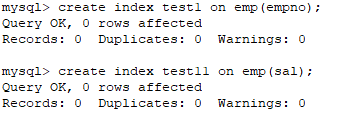 mysql> create index test1 on emp(empno);
Query OK, 0 rows affected
Records: 0  Duplicates: 0  Warnings: 0

mysql> create index test11 on emp(sal);
Query OK, 0 rows affected
Records: 0  Duplicates: 0  Warnings: 0